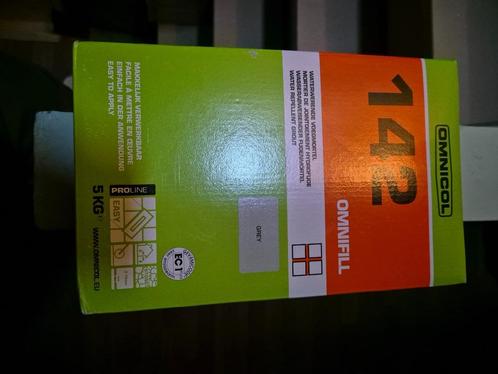 OMNICOL
142
OMNIFILL
WATERWERENDE VOEGMORTEL
MORTIER DE JOINTOIEMENT HYDROFUGE
WASSERABWEISENDER FUGENMÖRTEL
WATER REPELLENT GROUT
GREY
EC1
MAKKELIJK VERWERKBAAR
FACILE À METTRE EN ŒUVRE
EINFACH IN DER ANWENDUNG
EASY TO APPLY
PROLINE
EASY
5 KG e
WWW.OMNICOL.EU